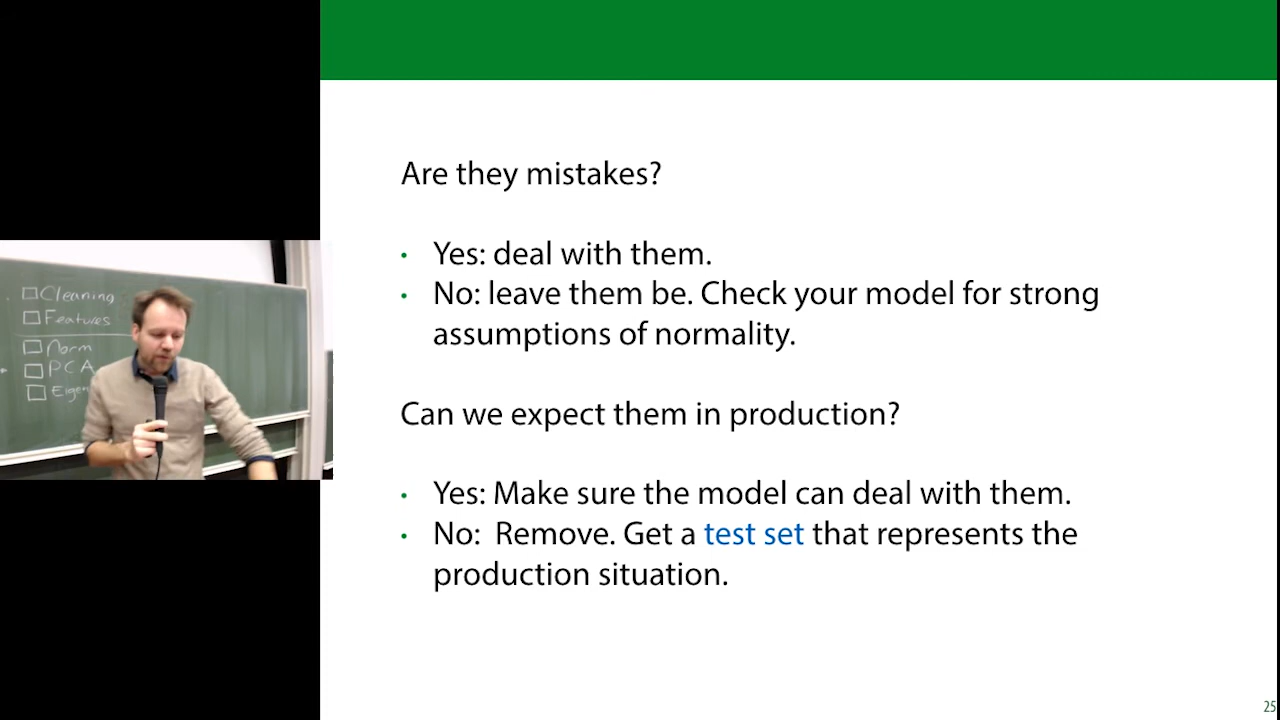 Cleaning
Features
Norm
PCA
Eigen
Are they mistakes?
• Yes: deal with them.
• No: leave them be. Check your model for strong
assumptions of normality.
Can we expect them in production?
• Yes: Make sure the model can deal with them.
• No: Remove. Get a test set that represents the
production situation.
25